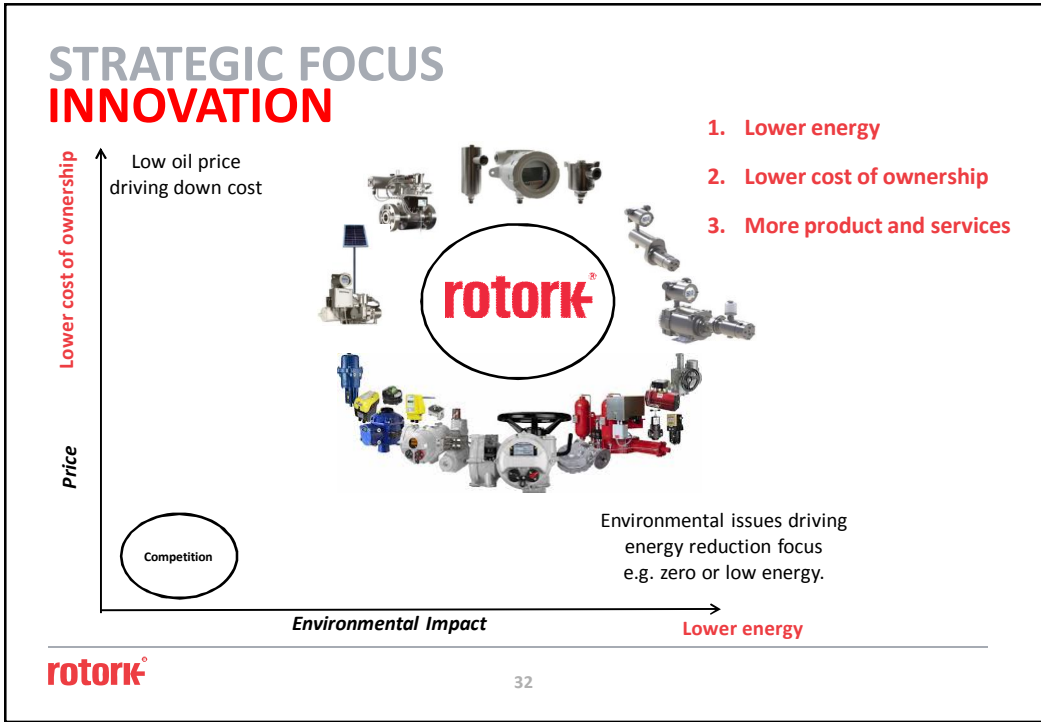 STRATEGIC FOCUS
INNOVATION
Lower cost of ownership
Price
Low oil price
driving down cost
1. Lower energy
2. Lower cost of ownership
3. More product and services
rotork®
Competition
Environmental issues driving
energy reduction focus
e.g. zero or low energy.
Environmental Impact
Lower energy
rotork®
32